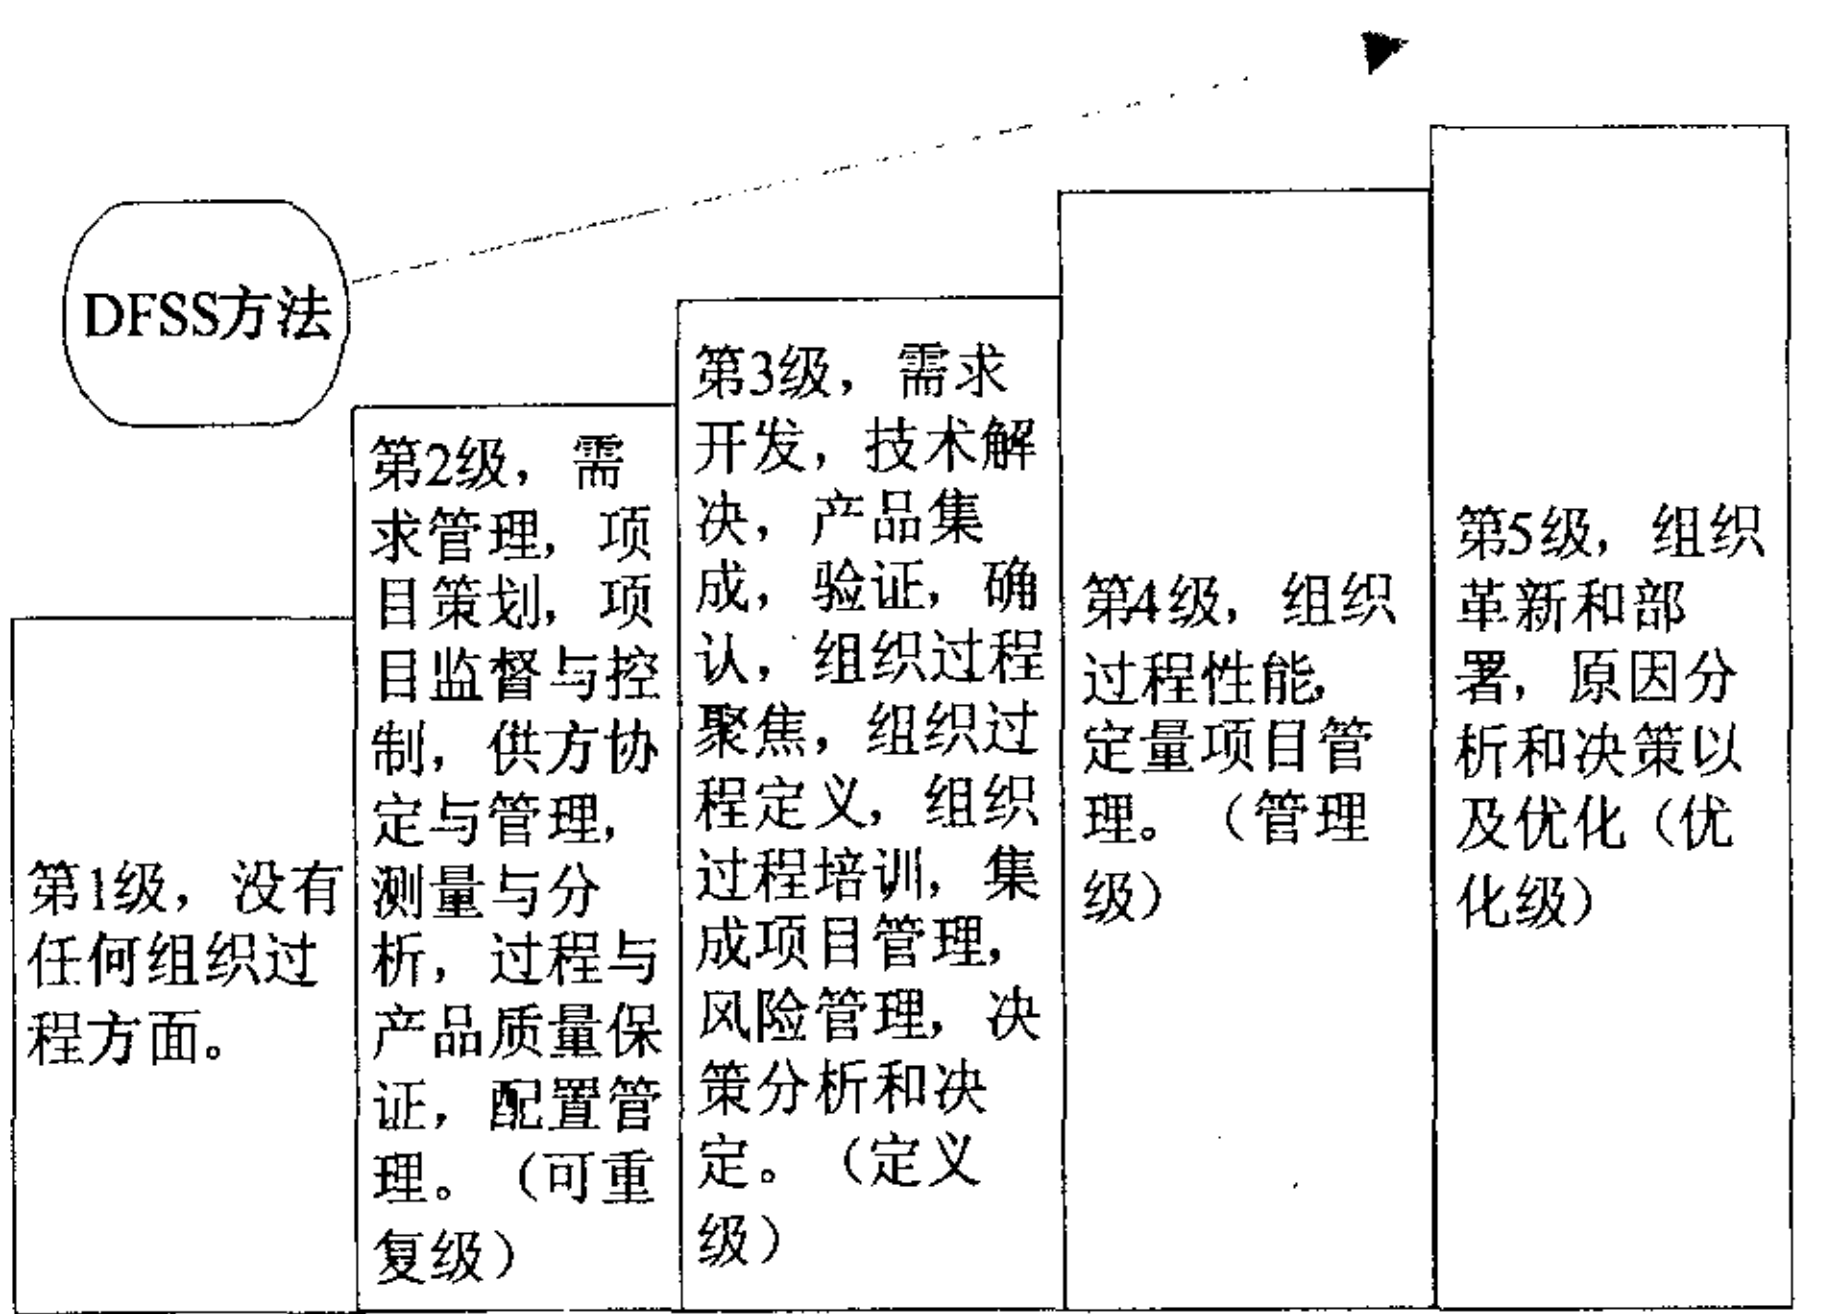 DFSS方法
第1级，没有
任何组织过
程方面。
第2级，需
求管理，项
目策划，项
目监督与控
制，供方协
定与管理，
测量与分
析，过程与
产品质量保
证，配置管
理。（可重
复级）
第3级，需求
开发，技术解
决，产品集
成，验证，确
认，组织过程
聚焦，组织过
程定义，组织
过程培训，集
成项目管理，
风险管理，决
策分析和决
定。（定义
级）
第4级，组织
过程性能，
定量项目管
理。（管理
级）
第5级，组织
革新和部
署，原因分
析和决策以
及优化（优
化级）